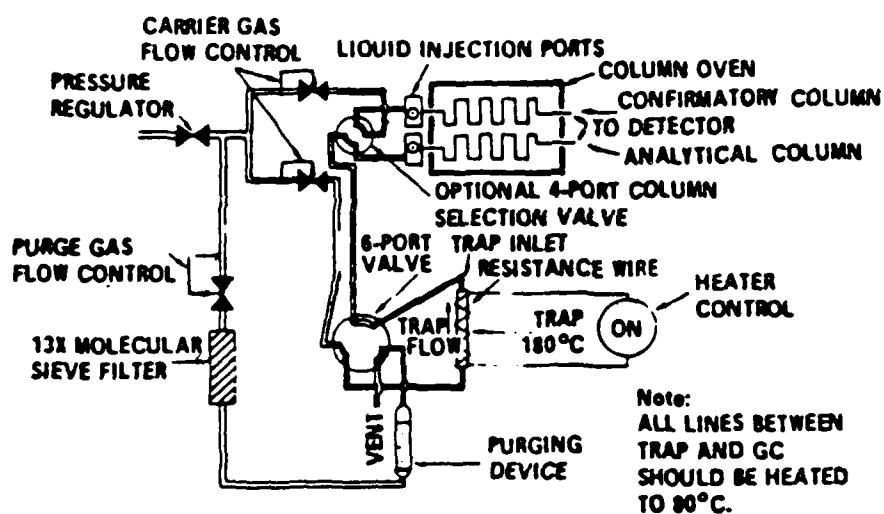 CARRIER GAS
FLOW CONTROL
LIQUID INJECTION PORTS
PRESSURE
REGULATOR
COLUMN OVEN
CONFIRMATORY COLUMN
TO DETECTOR
ANALYTICAL COLUMN
OPTIONAL 4-PORT COLUMN
SELECTION VALVE
PURGE GAS
FLOW CONTROL
6-PORT
VALVE
TRAP INLET
RESISTANCE WIRE
HEATER
CONTROL
TRAP
FLOW
TRAP
180°C
ON
13X MOLECULAR
SIEVE FILTER
VENT
PURGING
DEVICE
Note:
ALL LINES BETWEEN
TRAP AND GC
SHOULD BE HEATED
TO 80°C.